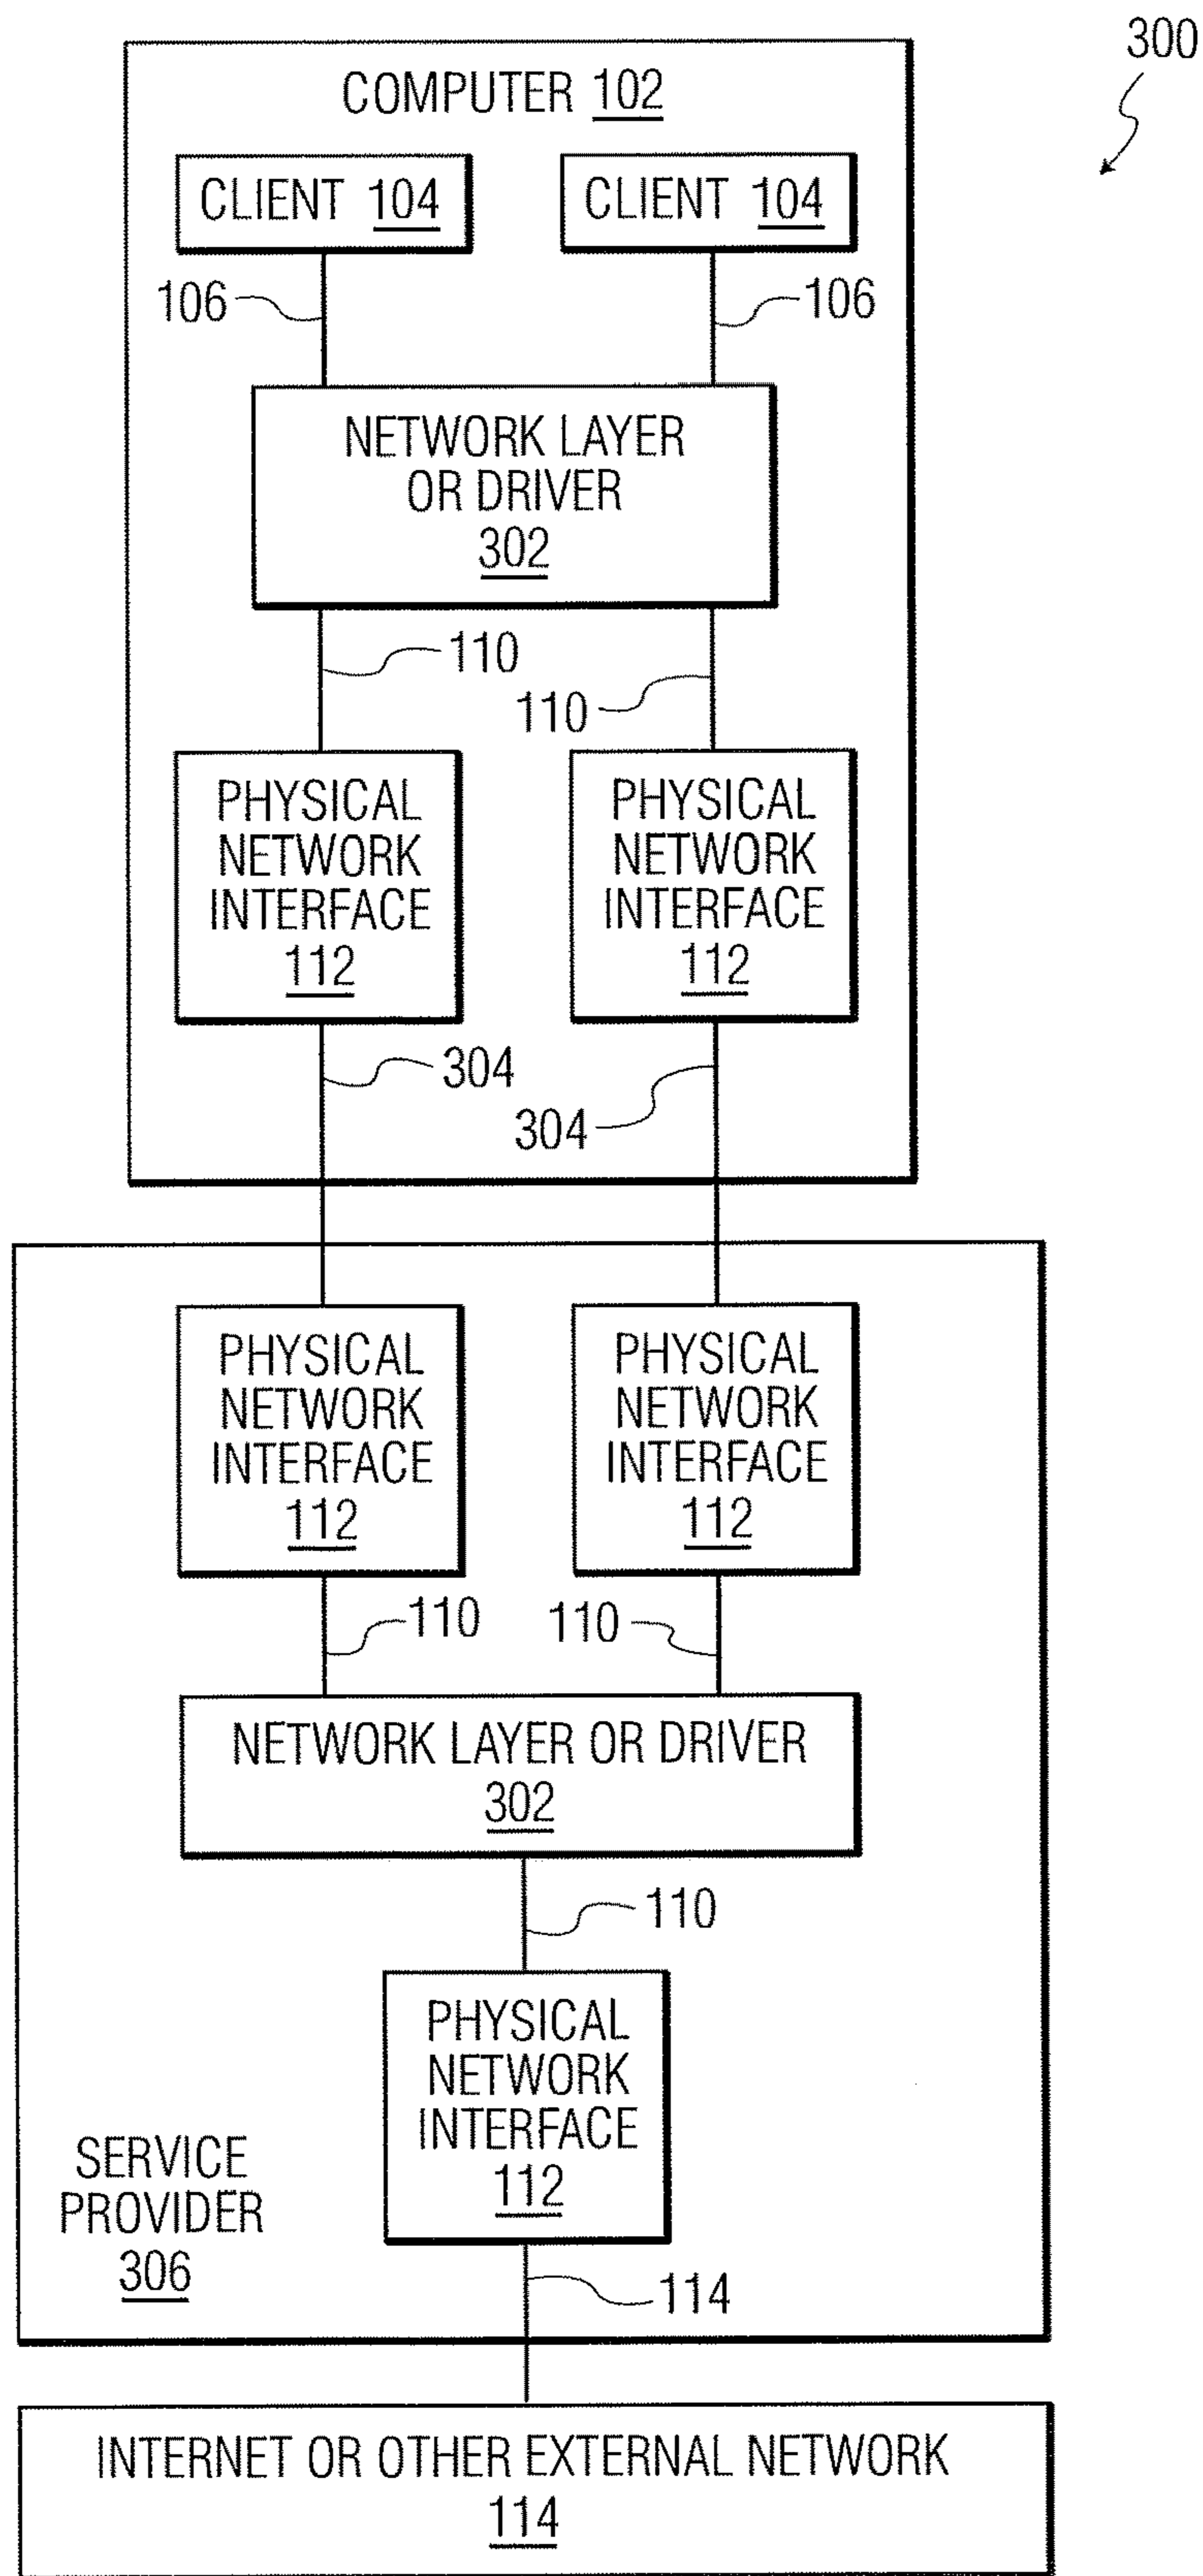 300
COMPUTER 102
CLIENT 104
CLIENT 104
106
106
NETWORK LAYER
OR DRIVER
302
110
110
PHYSICAL
NETWORK
INTERFACE
112
PHYSICAL
NETWORK
INTERFACE
112
304
304
PHYSICAL
NETWORK
INTERFACE
112
PHYSICAL
NETWORK
INTERFACE
112
110
110
NETWORK LAYER OR DRIVER
302
110
PHYSICAL
NETWORK
INTERFACE
112
SERVICE
PROVIDER
306
114
INTERNET OR OTHER EXTERNAL NETWORK
114